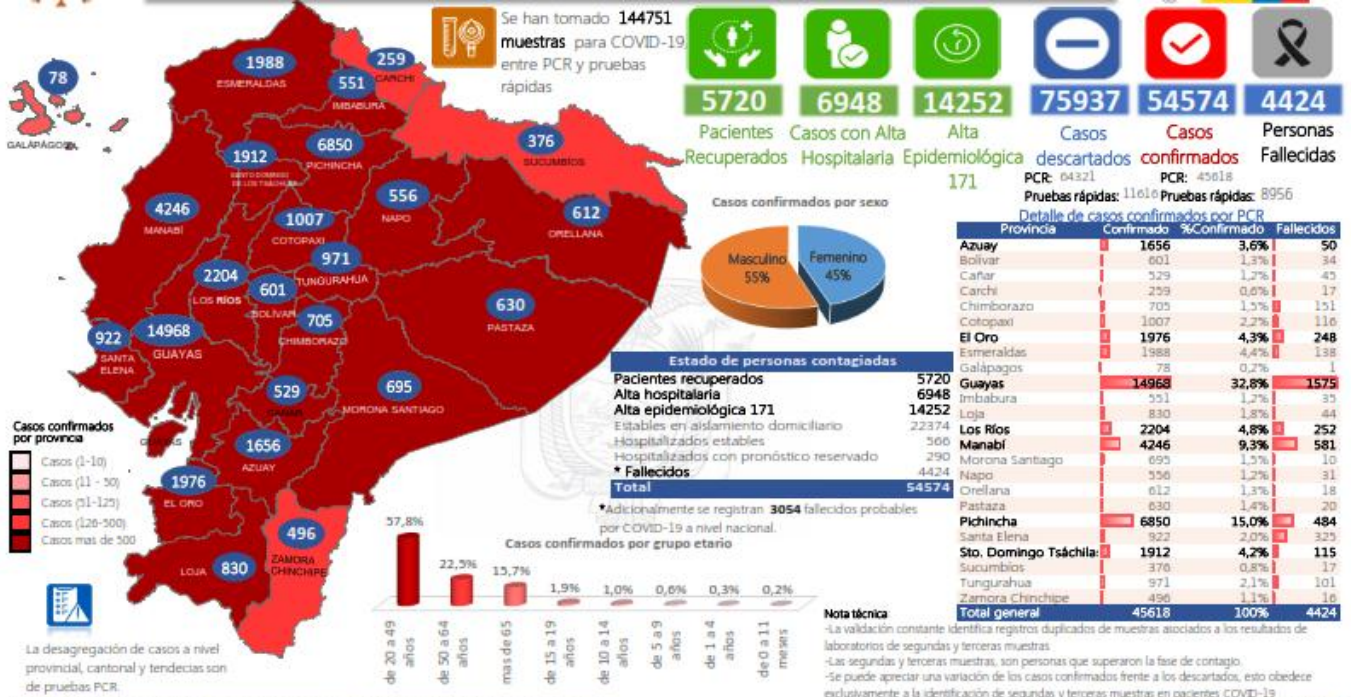 Se han tomado 144751
muestras para COVID-19,
entre PCR y pruebas
rápidas
5720
Pacientes
Recuperados
6948
Casos con Alta
Hospitalaria
14252
Alta
Epidemiológica
171
75937
Casos
descartados
PCR: 64321
Pruebas rápidas: 11616
54574
Casos
confirmados
PCR: 45618
Pruebas rápidas: 8956
4424
Personas
Fallecidas
78
GALÁPAGOS
1988
ESMERALDAS
259
CARCHI
551
IMBABURA
376
SUCUMBÍOS
6850
PICHINCHA
1912
SANTO DOMINGO
DE LOS TSÁCHILAS
556
NAPO
4246
MANABÍ
1007
COTOPAXI
612
ORELLANA
971
TUNGURAHUA
2204
LOS RÍOS
601
BOLIVAR
630
PASTAZA
705
CHIMBORAZO
14968
GUAYAS
922
SANTA
ELENA
529
CAÑAR
695
MORONA SANTIAGO
GUAYAS
1656
AZUAY
1976
EL ORO
496
ZAMORA
CHINCHIPE
LOJA 830
Casos confirmados
por provincia
Casos (1-10)
Casos (11 - 50)
Casos (51-125)
Casos (126-500)
Casos mas de 500
La desagregación de casos a nivel
provincial, cantonal y tendecias son
de pruebas PCR.
Casos confirmados por sexo
Masculino
55%
Femenino
45%
Estado de personas contagiadas
Pacientes recuperados 5720
Alta hospitalaria 6948
Alta epidemiológica 171 14252
Estables en aislamiento domiciliario 22374
Hospitalizados estables 566
Hospitalizados con pronóstico reservado 290
* Fallecidos 4424
Total 54574
*Adicionalmente se registran 3054 fallecidos probables
por COVID-19 a nivel nacional.
Casos confirmados por grupo etario
57,8%
22,5%
15,7%
1,9%
1,0%
0,6%
0,3%
0,2%
de 20 a 49 años
de 50 a 64 años
mas de 65
de 15 a 19 años
de 10 a 14 años
de 5 a 9 años
de 1 a 4 años
de 0 a 11 meses
Detalle de casos confirmados por PCR
Provincia Confirmado %Confirmado Fallecidos
Azuay 1656 3,6% 50
Bolívar 601 1,3% 34
Cañar 529 1,2% 45
Carchi 259 0,6% 17
Chimborazo 705 1,5% 151
Cotopaxi 1007 2,2% 116
El Oro 1976 4,3% 248
Esmeraldas 1988 4,4% 138
Galápagos 78 0,2% 1
Guayas 14968 32,8% 1575
Imbabura 551 1,2% 35
Loja 830 1,8% 44
Los Ríos 2204 4,8% 252
Manabí 4246 9,3% 581
Morona Santiago 695 1,5% 10
Napo 556 1,2% 31
Orellana 612 1,3% 18
Pastaza 630 1,4% 20
Pichincha 6850 15,0% 484
Santa Elena 922 2,0% 325
Sto. Domingo Tsáchilas 1912 4,2% 115
Sucumbíos 376 0,8% 17
Tungurahua 971 2,1% 101
Zamora Chinchipe 496 1,1% 16
Total general 45618 100% 4424
Nota técnica
-La validación constante identifica registros duplicados de muestras asociados a los resultados de
laboratorios de segundas y terceras muestras
-Las segundas y terceras muestras, son personas que superaron la fase de contagio.
-Se puede apreciar una variación de los casos confirmados frente a los descartados, esto obedece
exclusivamente a la identificación de segundas y terceras muestras en pacientes COVID-19